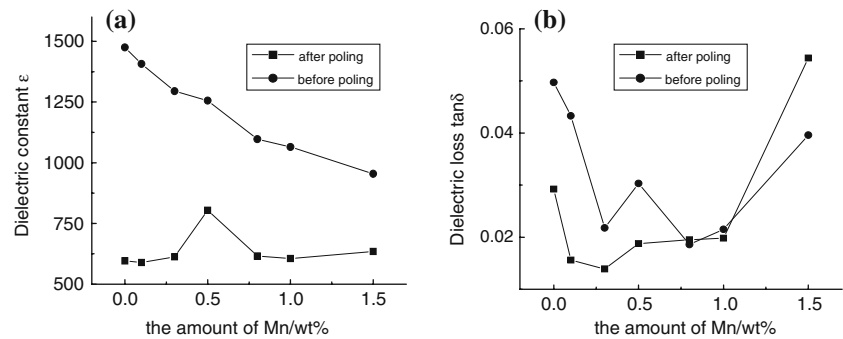 (a)
1500
1250
1000
750
500
Dielectric constant ε
after poling
before poling
0.0 0.5 1.0 1.5
the amount of Mn/wt%
(b)
0.06
0.04
0.02
Dielectric loss tanδ
after poling
before poling
0.0 0.5 1.0 1.5
the amount of Mn/wt%